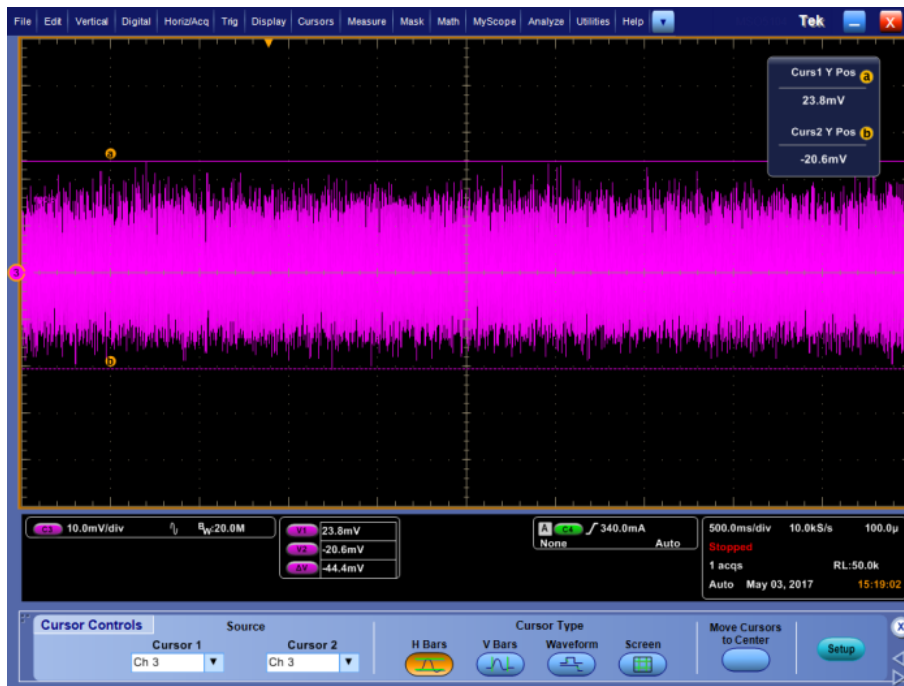 File Edit Vertical Digital Horiz/Acq Trig Display Cursors Measure Mask Math MyScope Analyze Utilities Help Tek X
Curs1 Y Pos a
23.8mV
Curs2 Y Pos b
-20.6mV
a
3
b
C3 10.0mV/div BW:20.0M
V1 23.8mV
V2 -20.6mV
ΔV -44.4mV
A C4 340.0mA
None Auto
500.0ms/div 10.0kS/s 100.0µ
Stopped
1 acqs RL:50.0k
Auto May 03, 2017 15:19:02
Cursor Controls
Source
Cursor 1
Ch 3
Cursor 2
Ch 3
Cursor Type
H Bars
V Bars
Waveform
Screen
Move Cursors
to Center
Setup
X